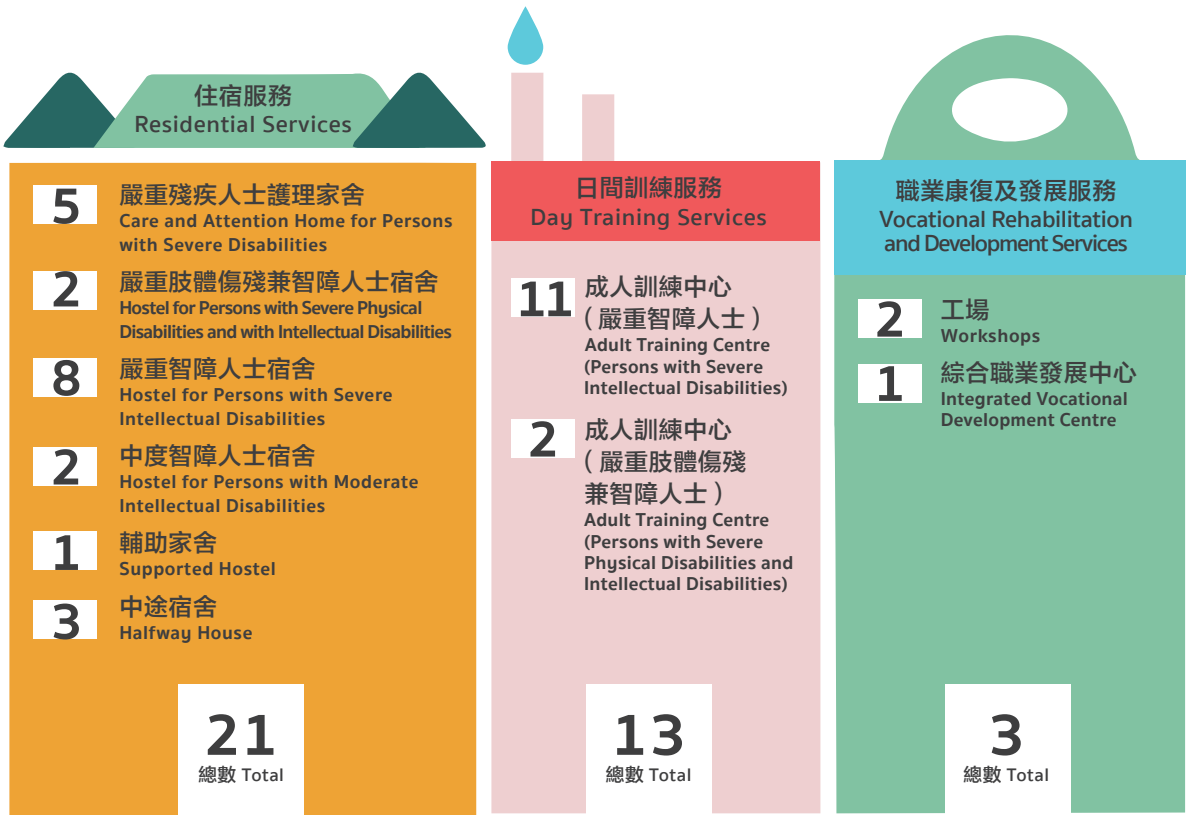 住宿服務
Residential Services
5
嚴重殘疾人士護理家舍
Care and Attention Home for Persons
with Severe Disabilities
2
嚴重肢體傷殘兼智障人士宿舍
Hostel for Persons with Severe Physical
Disabilities and with Intellectual Disabilities
8
嚴重智障人士宿舍
Hostel for Persons with Severe
Intellectual Disabilities
2
中度智障人士宿舍
Hostel for Persons with Moderate
Intellectual Disabilities
1
輔助家舍
Supported Hostel
3
中途宿舍
Halfway House
21
總數 Total
日間訓練服務
Day Training Services
11
成人訓練中心
( 嚴重智障人士 )
Adult Training Centre
(Persons with Severe
Intellectual Disabilities)
2
成人訓練中心
( 嚴重肢體傷殘
兼智障人士 )
Adult Training Centre
(Persons with Severe
Physical Disabilities and
Intellectual Disabilities)
13
總數 Total
職業康復及發展服務
Vocational Rehabilitation
and Development Services
2
工場
Workshops
1
綜合職業發展中心
Integrated Vocational
Development Centre
3
總數 Total